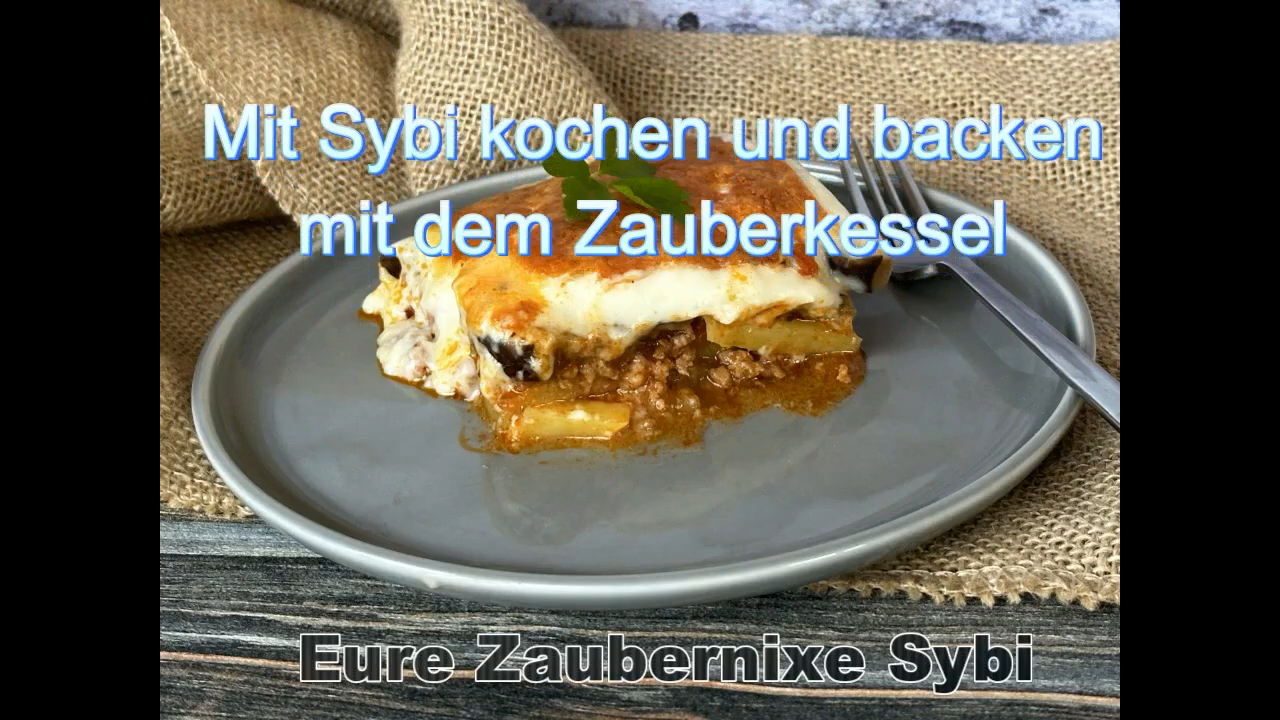 Mit Sybi kochen und backen
mit dem Zauberkessel
Eure Zaubernixe Sybi